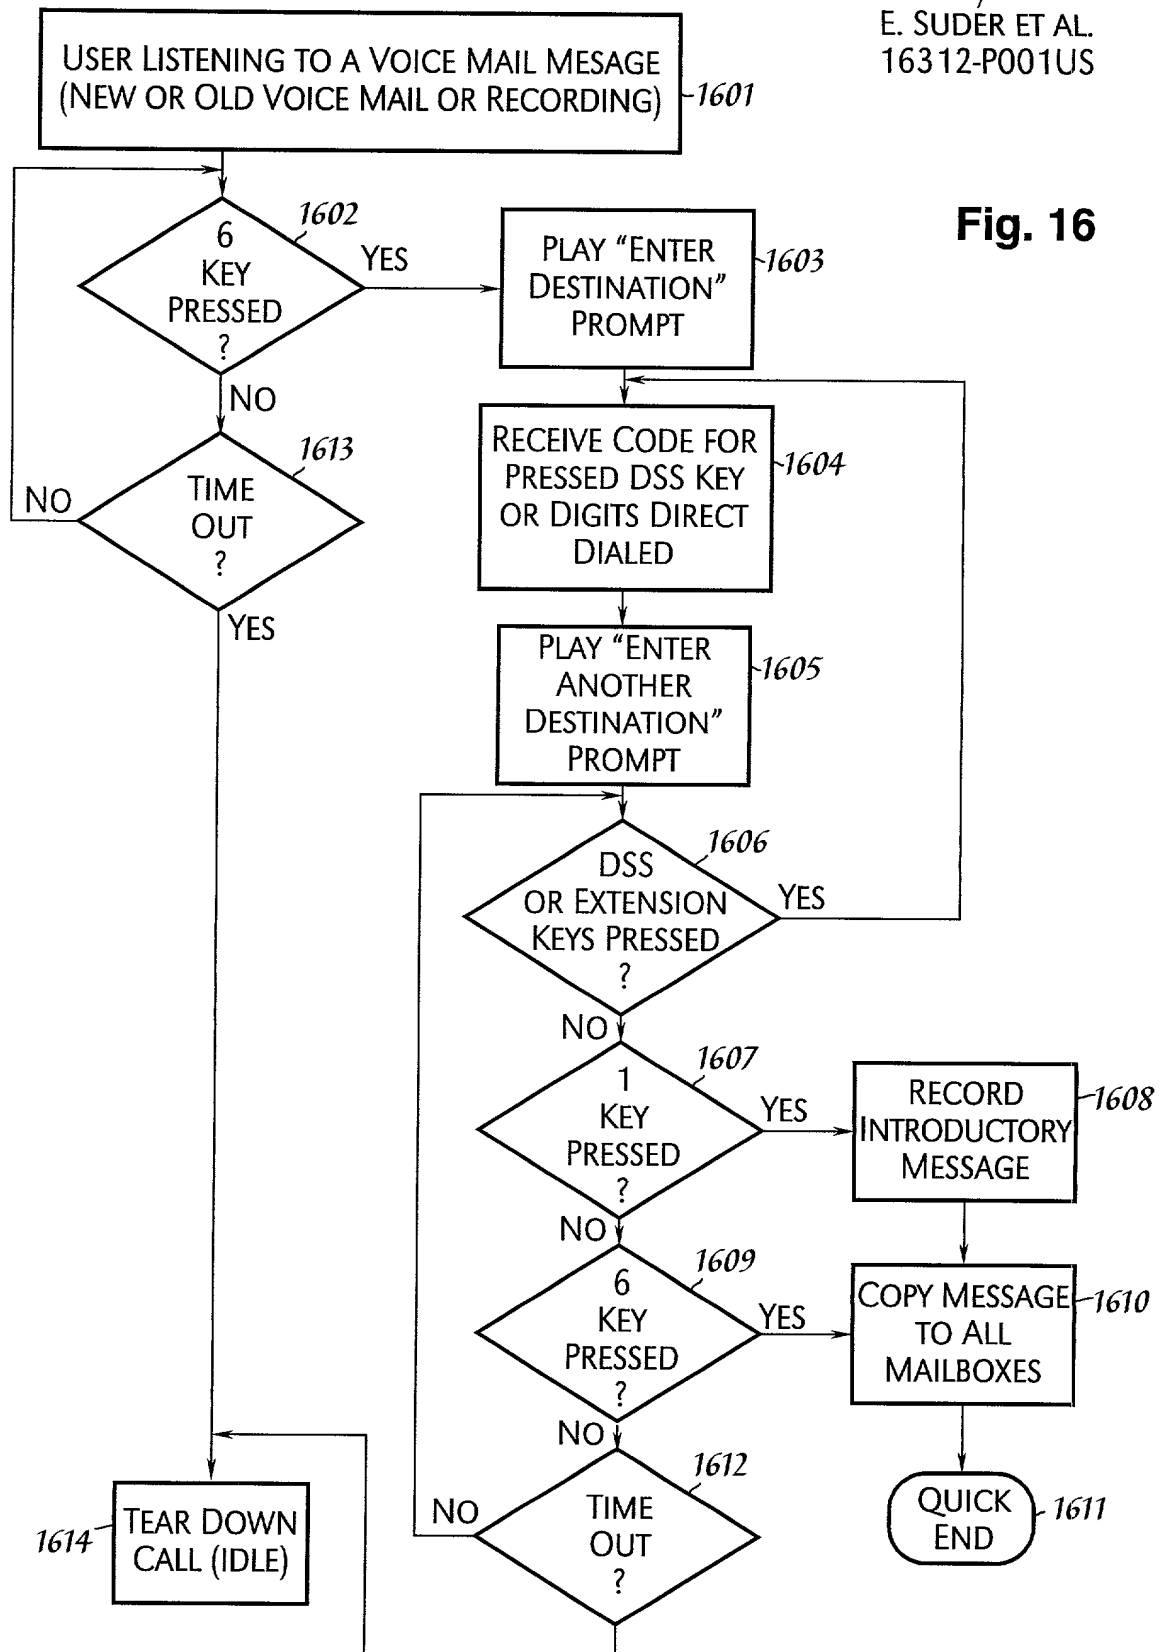 E. SUDER ET AL.
16312-P001US
Fig. 16
USER LISTENING TO A VOICE MAIL MESAGE
(NEW OR OLD VOICE MAIL OR RECORDING)
1601
1602
6
KEY
PRESSED
?
YES
NO
PLAY “ENTER
DESTINATION”
PROMPT
1603
1613
TIME
OUT
?
NO
YES
RECEIVE CODE FOR
PRESSED DSS KEY
OR DIGITS DIRECT
DIALED
1604
PLAY “ENTER
ANOTHER
DESTINATION”
PROMPT
1605
1606
DSS
OR EXTENSION
KEYS PRESSED
?
YES
NO
1607
1
KEY
PRESSED
?
YES
NO
RECORD
INTRODUCTORY
MESSAGE
1608
1609
6
KEY
PRESSED
?
YES
NO
COPY MESSAGE
TO ALL
MAILBOXES
1610
1612
TIME
OUT
?
NO
QUICK
END
1611
TEAR DOWN
CALL (IDLE)
1614